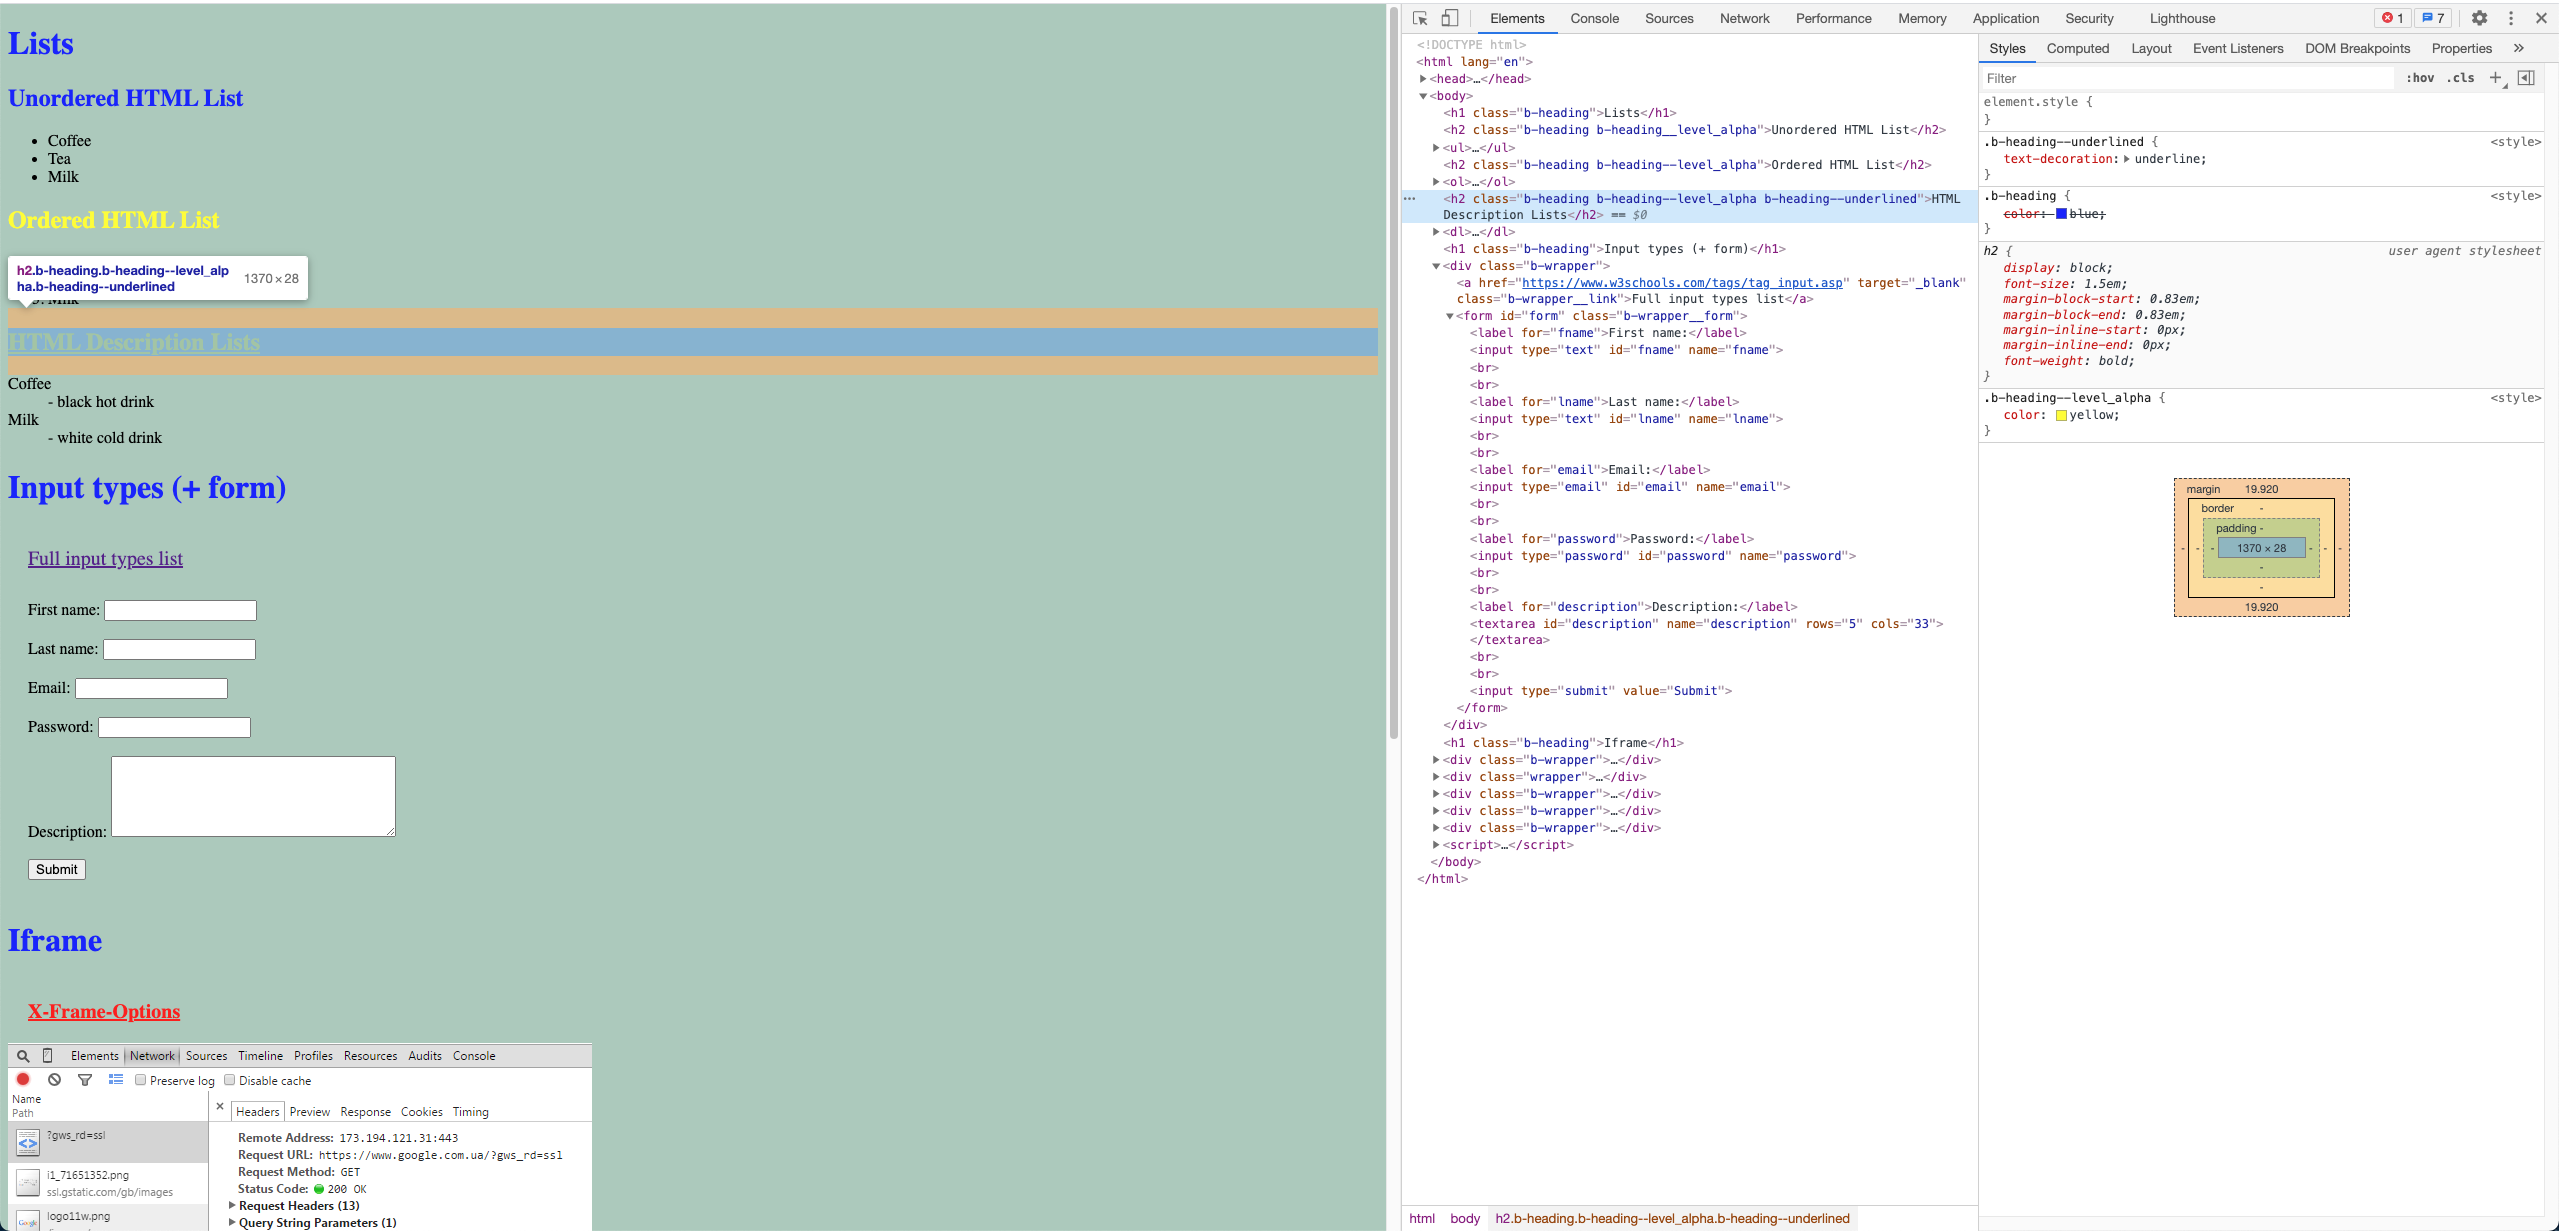 Lists
Unordered HTML List
Coffee
Tea
Milk
Ordered HTML List
h2.b-heading.b-heading--level_alp
ha.b-heading--underlined
1370 × 28
3. Milk
HTML Description Lists
Coffee
- black hot drink
Milk
- white cold drink
Input types (+ form)
Full input types list
First name:
Last name:
Email:
Password:
Description:
Submit
Iframe
X-Frame-Options
Elements Network Sources Timeline Profiles Resources Audits Console
Preserve log Disable cache
Name
Path
× Headers Preview Response Cookies Timing
?gws_rd=ssl
i1_71651352.png
ssl.gstatic.com/gb/images
logo11w.png
Remote Address: 173.194.121.31:443
Request URL: https://www.google.com.ua/?gws_rd=ssl
Request Method: GET
Status Code: 200 OK
Request Headers (13)
Query String Parameters (1)
Elements Console Sources Network Performance Memory Application Security Lighthouse 1 7
<!DOCTYPE html>
<html lang="en">
<head>…</head>
<body>
<h1 class="b-heading">Lists</h1>
<h2 class="b-heading b-heading__level_alpha">Unordered HTML List</h2>
<ul>…</ul>
<h2 class="b-heading b-heading--level_alpha">Ordered HTML List</h2>
<ol>…</ol>
<h2 class="b-heading b-heading--level_alpha b-heading--underlined">HTML
Description Lists</h2> == $0
<dl>…</dl>
<h1 class="b-heading">Input types (+ form)</h1>
<div class="b-wrapper">
<a href="https://www.w3schools.com/tags/tag_input.asp" target="_blank"
class="b-wrapper__link">Full input types list</a>
<form id="form" class="b-wrapper__form">
<label for="fname">First name:</label>
<input type="text" id="fname" name="fname">
<br>
<br>
<label for="lname">Last name:</label>
<input type="text" id="lname" name="lname">
<br>
<br>
<label for="email">Email:</label>
<input type="email" id="email" name="email">
<br>
<br>
<label for="password">Password:</label>
<input type="password" id="password" name="password">
<br>
<br>
<label for="description">Description:</label>
<textarea id="description" name="description" rows="5" cols="33">
</textarea>
<br>
<br>
<input type="submit" value="Submit">
</form>
</div>
<h1 class="b-heading">Iframe</h1>
<div class="b-wrapper">…</div>
<div class="wrapper">…</div>
<div class="b-wrapper">…</div>
<div class="b-wrapper">…</div>
<div class="b-wrapper">…</div>
<script>…</script>
</body>
</html>
html body h2.b-heading.b-heading--level_alpha.b-heading--underlined
Styles Computed Layout Event Listeners DOM Breakpoints Properties »
Filter :hov .cls +
element.style {
}
.b-heading--underlined { <style>
text-decoration: underline;
}
.b-heading { <style>
color: blue;
}
h2 { user agent stylesheet
display: block;
font-size: 1.5em;
margin-block-start: 0.83em;
margin-block-end: 0.83em;
margin-inline-start: 0px;
margin-inline-end: 0px;
font-weight: bold;
}
.b-heading--level_alpha { <style>
color: yellow;
}
margin 19.920
border -
padding -
- - - 1370 × 28 - - -
-
-
19.920